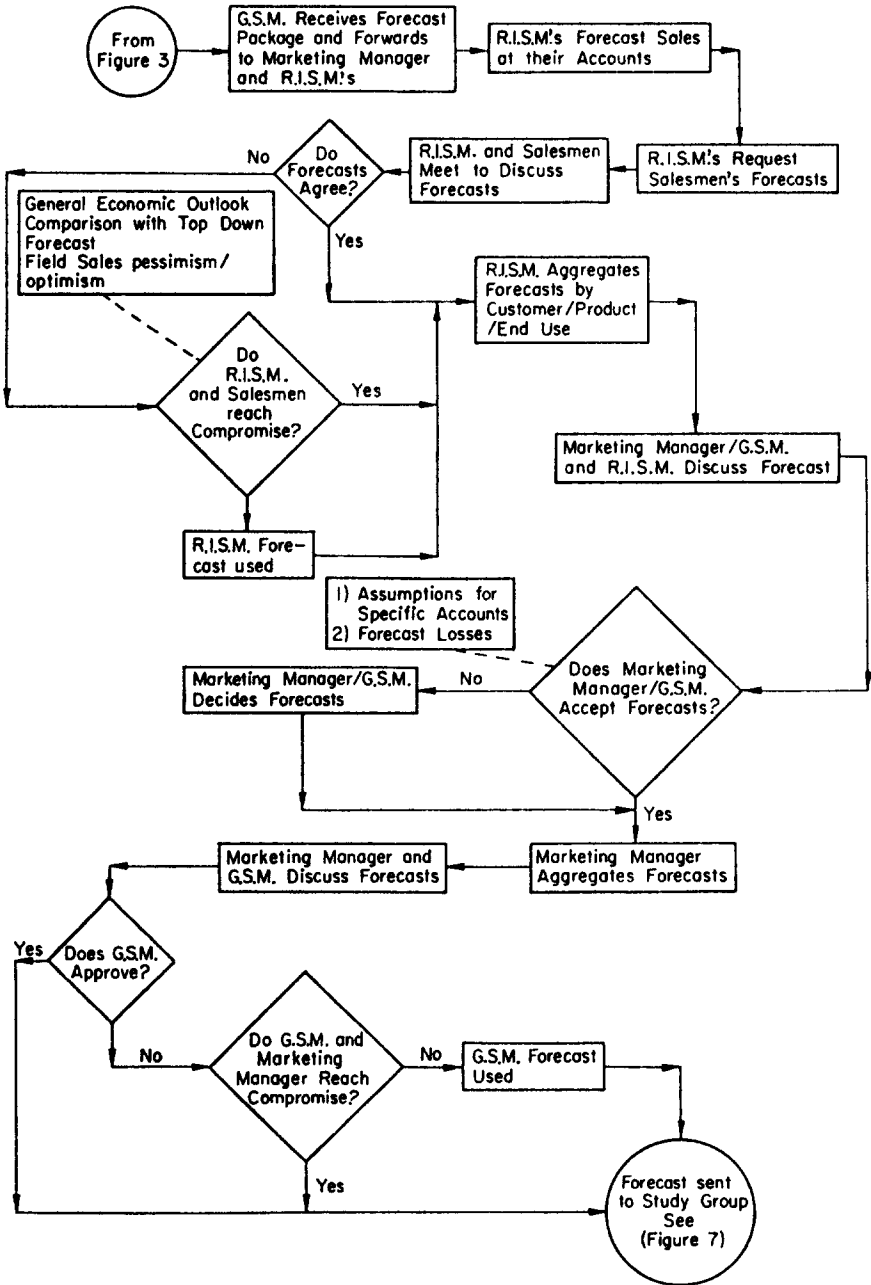 From
Figure 3
G.S.M. Receives Forecast
Package and Forwards
to Marketing Manager
and R.I.S.M.'s
R.I.S.M.'s Forecast Sales
at their Accounts
R.I.S.M.'s Request
Salesmen's Forecasts
R.I.S.M. and Salesmen
Meet to Discuss
Forecasts
Do
Forecasts
Agree?
No
Yes
General Economic Outlook
Comparison with Top Down
Forecast
Field Sales pessimism/
optimism
R.I.S.M. Aggregates
Forecasts by
Customer/Product
/End Use
Do
R.I.S.M.
and Salesmen
reach
Compromise?
Yes
R.I.S.M. Fore-
cast used
Marketing Manager/G.S.M.
and R.I.S.M. Discuss Forecast
1) Assumptions for
Specific Accounts
2) Forecast Losses
Does Marketing
Manager/G.S.M.
Accept Forecasts?
No
Marketing Manager/G.S.M.
Decides Forecasts
Yes
Marketing Manager
Aggregates Forecasts
Marketing Manager and
G.S.M. Discuss Forecasts
Does G.S.M.
Approve?
Yes
No
Do G.S.M. and
Marketing
Manager Reach
Compromise?
No
G.S.M. Forecast
Used
Yes
Forecast sent
to Study Group
See
(Figure 7)